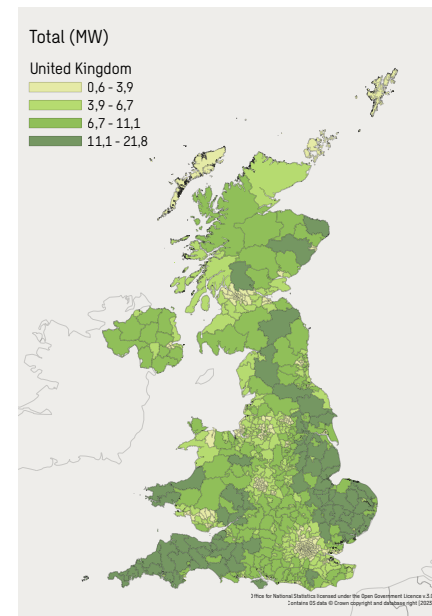 Total (MW)
United Kingdom
0,6 - 3,9
3,9 - 6,7
6,7 - 11,1
11,1 - 21,8
Office for National Statistics licensed under the Open Government Licence v.3.0
Contains OS data © Crown copyright and database right [2025